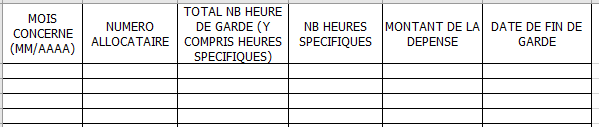 MOIS
CONCERNE
(MM/AAAA)
NUMERO
ALLOCATAIRE
TOTAL NB HEURE
DE GARDE (Y
COMPRIS HEURES
SPECIFIQUES)
NB HEURES
SPECIFIQUES
MONTANT DE LA
DEPENSE
DATE DE FIN DE
GARDE